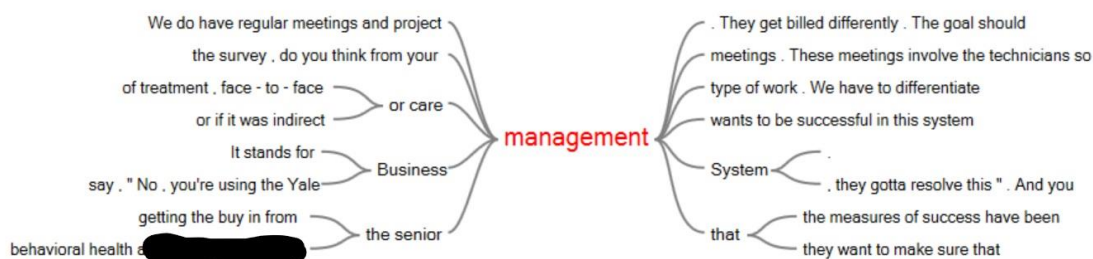 We do have regular meetings and project
the survey , do you think from your
of treatment , face - to - face
or if it was indirect
or care
It stands for
say , " No , you're using the Yale
Business
getting the buy in from
behavioral health
the senior
management
. They get billed differently . The goal should
meetings . These meetings involve the technicians so
type of work . We have to differentiate
wants to be successful in this system
System
.
, they gotta resolve this " . And you
that
the measures of success have been
they want to make sure that